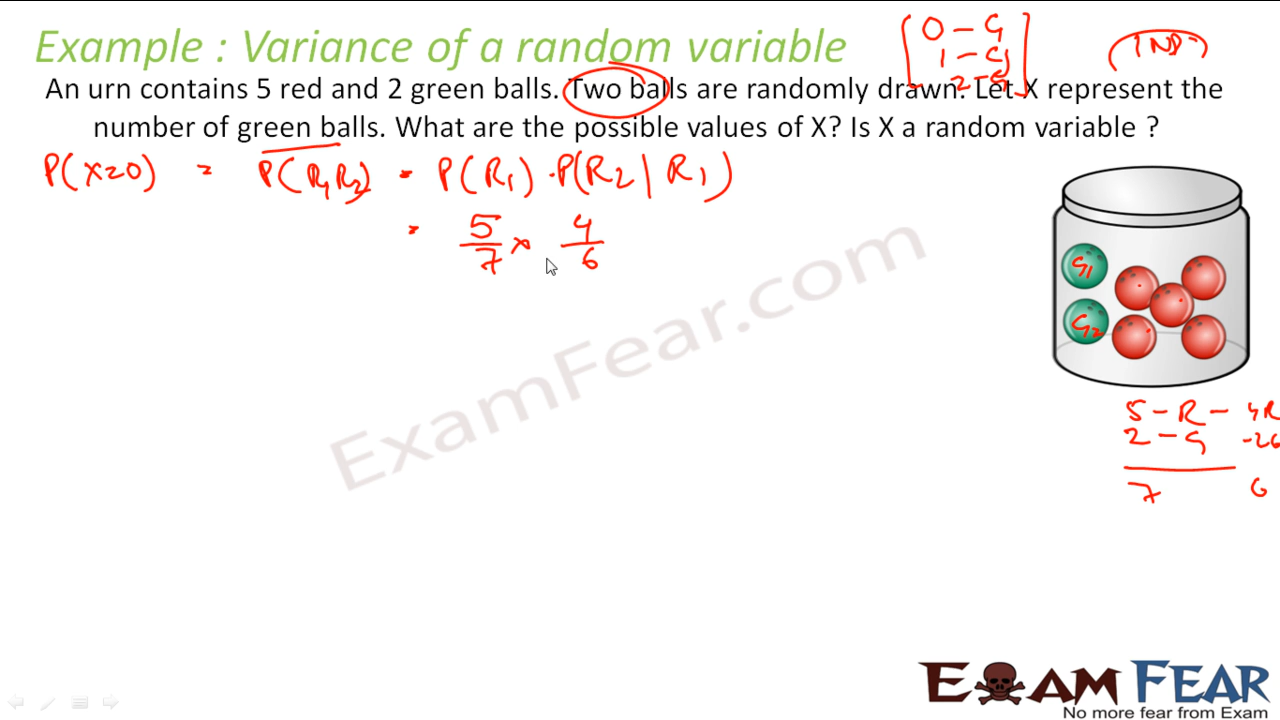 Example : Variance of a random variable
0 - G
1 - G
2 - G
An urn contains 5 red and 2 green balls. Two balls are randomly drawn. Let X represent the
number of green balls. What are the possible values of X? Is X a random variable ?
P(X=0) = P(R1R2) = P(R1) · P(R2 | R1)
= 5/7 × 4/6
G1
G2
5 - R - 4R
2 - G - 2G
7 6
ExamFear.com
EXAM FEAR
No more fear from Exam